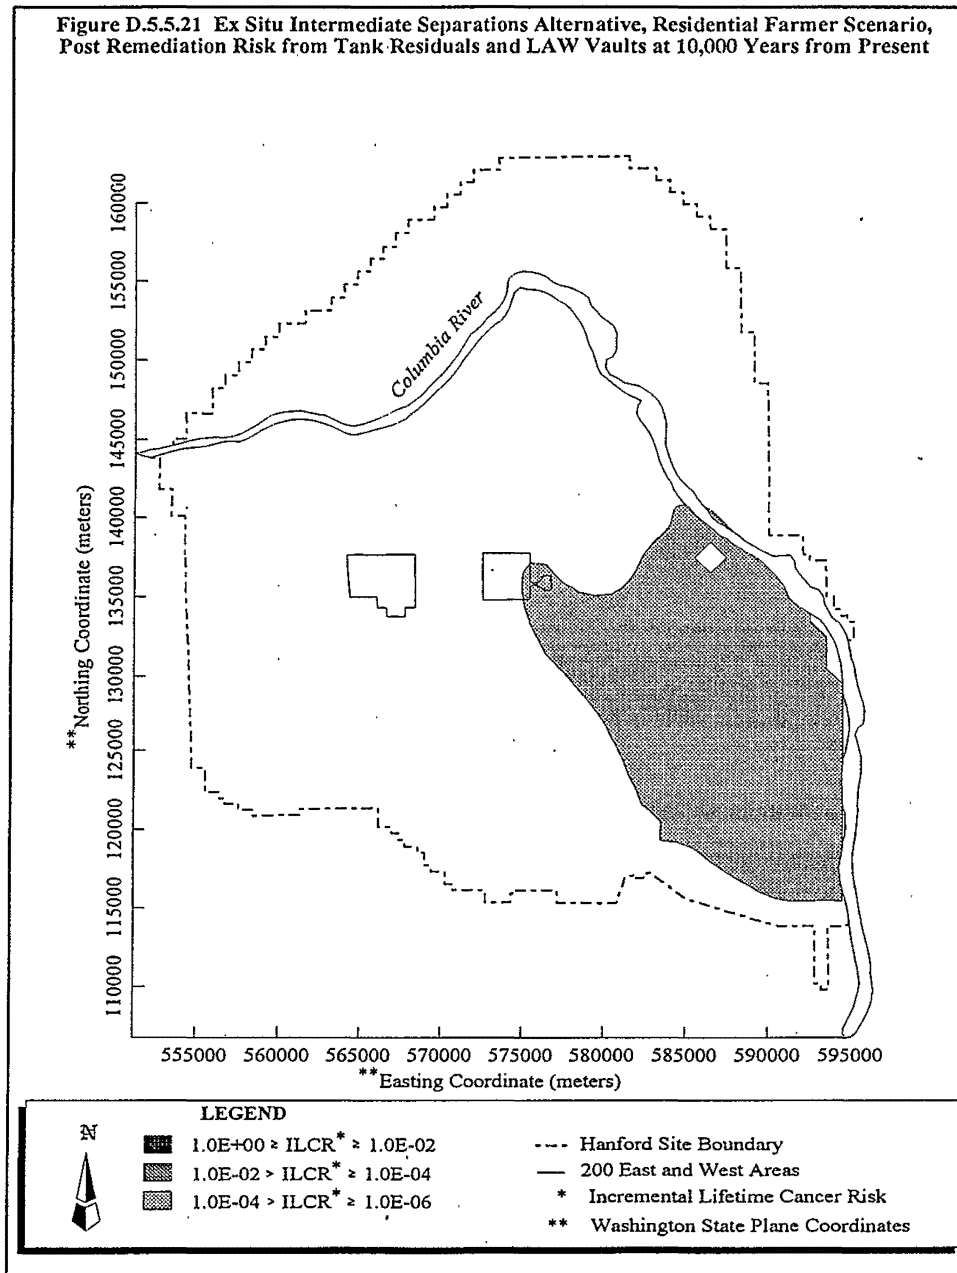 Figure D.5.5.21 Ex Situ Intermediate Separations Alternative, Residential Farmer Scenario,
Post Remediation Risk from Tank Residuals and LAW Vaults at 10,000 Years from Present
160000
155000
150000
145000
140000
135000
130000
125000
120000
115000
110000
**Northing Coordinate (meters)
Columbia River
555000 560000 565000 570000 575000 580000 585000 590000 595000
**Easting Coordinate (meters)
LEGEND
N
1.0E+00 ≥ ILCR* ≥ 1.0E-02
1.0E-02 > ILCR* ≥ 1.0E-04
1.0E-04 > ILCR* ≥ 1.0E-06
Hanford Site Boundary
200 East and West Areas
* Incremental Lifetime Cancer Risk
** Washington State Plane Coordinates